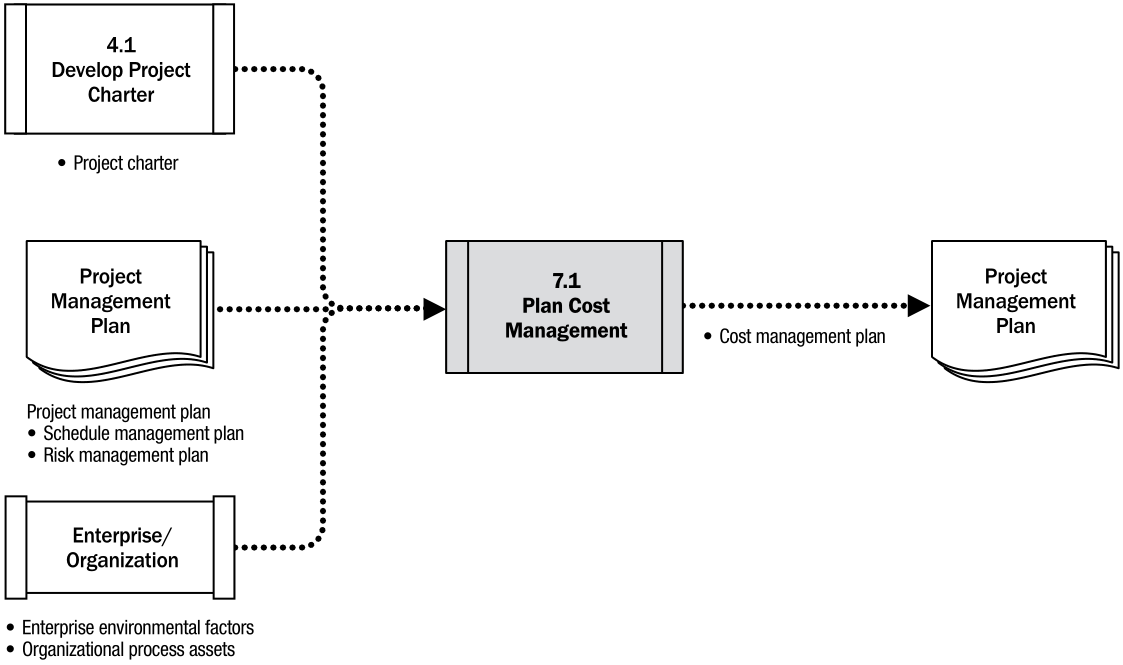 4.1
Develop Project
Charter
• Project charter
Project
Management
Plan
Project management plan
• Schedule management plan
• Risk management plan
Enterprise/
Organization
• Enterprise environmental factors
• Organizational process assets
7.1
Plan Cost
Management
• Cost management plan
Project
Management
Plan